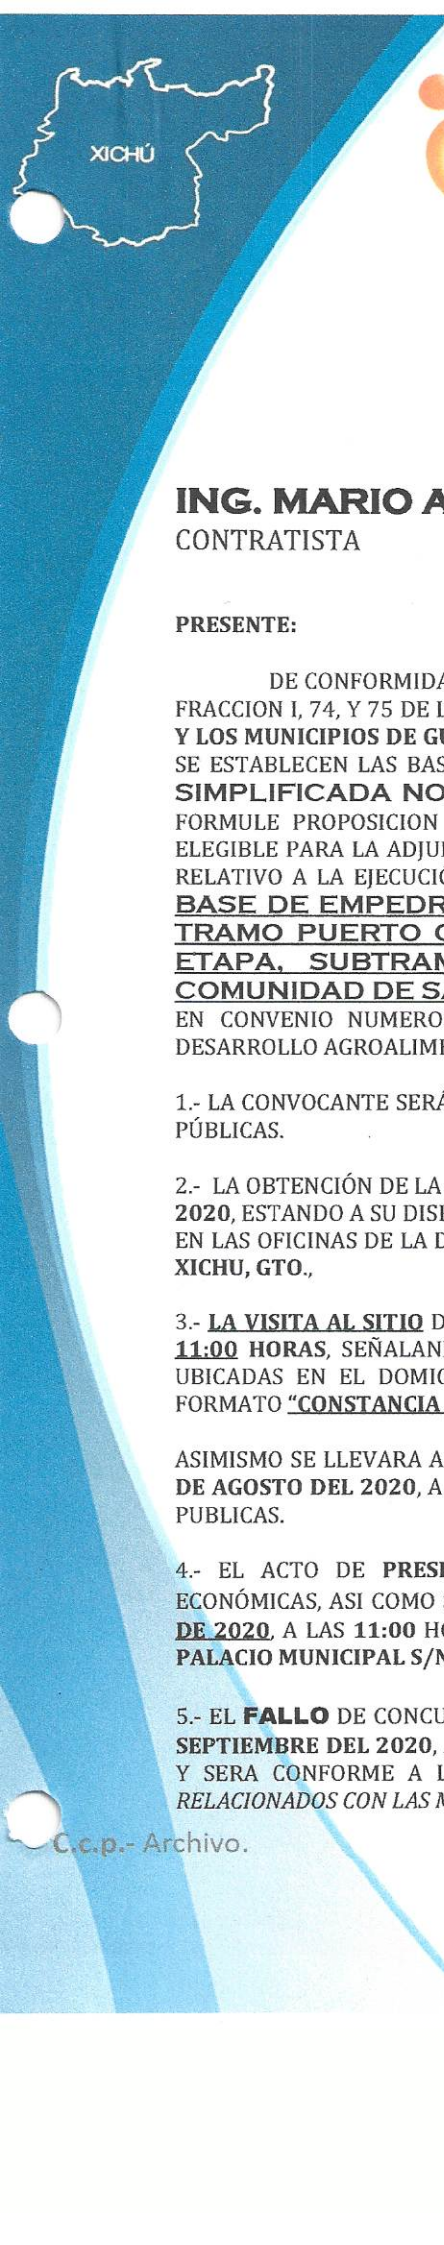 XICHÚ
ING. MARIO A
CONTRATISTA
PRESENTE:
DE CONFORMIDA
FRACCION I, 74, Y 75 DE L
Y LOS MUNICIPIOS DE GU
SE ESTABLECEN LAS BAS
SIMPLIFICADA NO
FORMULE PROPOSICION
ELEGIBLE PARA LA ADJU
RELATIVO A LA EJECUCIÓ
BASE DE EMPEDR
TRAMO PUERTO
ETAPA, SUBTRAM
COMUNIDAD DE SA
EN CONVENIO NUMERO
DESARROLLO AGROALIME
1.- LA CONVOCANTE SERÁ
PÚBLICAS.
2.- LA OBTENCIÓN DE LA
2020, ESTANDO A SU DISP
EN LAS OFICINAS DE LA D
XICHU, GTO.,
3.- LA VISITA AL SITIO D
11:00 HORAS, SEÑALAN
UBICADAS EN EL DOMIC
FORMATO "CONSTANCIA
ASIMISMO SE LLEVARA A
DE AGOSTO DEL 2020, A
PUBLICAS.
4.- EL ACTO DE PRESE
ECONÓMICAS, ASI COMO
DE 2020, A LAS 11:00 HO
PALACIO MUNICIPAL S/N
5.- EL FALLO DE CONCU
SEPTIEMBRE DEL 2020,
Y SERA CONFORME A L
RELACIONADOS CON LAS M
C.c.p.- Archivo.